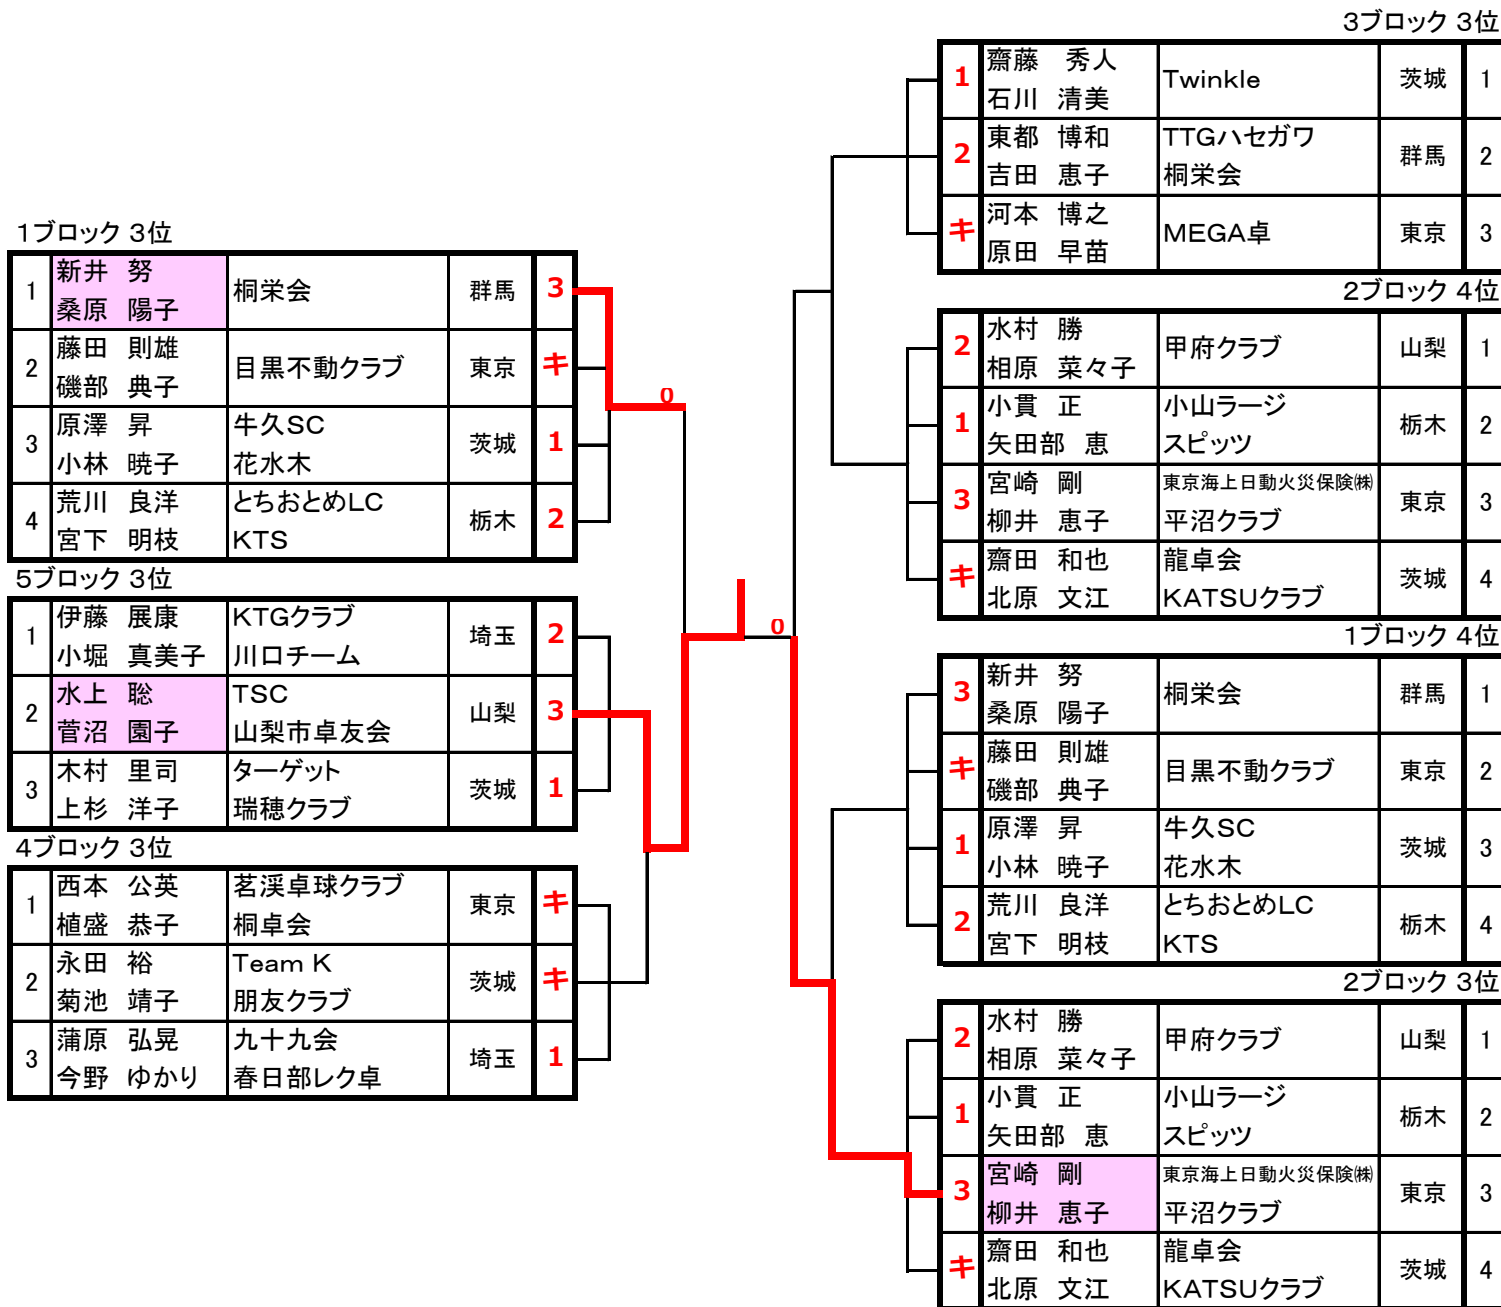 1ブロック 3位
1 新井 努 桐栄会 群馬 3
桑原 陽子
2 藤田 則雄 目黒不動クラブ 東京 キ
磯部 典子
3 原澤 昇 牛久SC 茨城 1
小林 暁子 花水木
4 荒川 良洋 とちおとめLC 栃木 2
宮下 明枝 KTS
5ブロック 3位
1 伊藤 展康 KTGクラブ 埼玉 2
小堀 真美子 川口チーム
2 水上 聡 TSC 山梨 3
菅沼 園子 山梨市卓友会
3 木村 里司 ターゲット 茨城 1
上杉 洋子 瑞穂クラブ
4ブロック 3位
1 西本 公英 茗渓卓球クラブ 東京 キ
植盛 恭子 桐卓会
2 永田 裕 Team K 茨城 キ
菊池 靖子 朋友クラブ
3 蒲原 弘晃 九十九会 埼玉 1
今野 ゆかり 春日部レク卓
0
0
3ブロック 3位
1 齋藤 秀人 Twinkle 茨城 1
石川 清美
2 東都 博和 TTGハセガワ 群馬 2
吉田 恵子 桐栄会
キ 河本 博之 MEGA卓 東京 3
原田 早苗
2ブロック 4位
2 水村 勝 甲府クラブ 山梨 1
相原 菜々子
1 小貫 正 小山ラージ 栃木 2
矢田部 恵 スピッツ
3 宮崎 剛 東京海上日動火災保険㈱ 東京 3
柳井 恵子 平沼クラブ
キ 齋田 和也 龍卓会 茨城 4
北原 文江 KATSUクラブ
1ブロック 4位
3 新井 努 桐栄会 群馬 1
桑原 陽子
キ 藤田 則雄 目黒不動クラブ 東京 2
磯部 典子
1 原澤 昇 牛久SC 茨城 3
小林 暁子 花水木
2 荒川 良洋 とちおとめLC 栃木 4
宮下 明枝 KTS
2ブロック 3位
2 水村 勝 甲府クラブ 山梨 1
相原 菜々子
1 小貫 正 小山ラージ 栃木 2
矢田部 恵 スピッツ
3 宮崎 剛 東京海上日動火災保険㈱ 東京 3
柳井 恵子 平沼クラブ
キ 齋田 和也 龍卓会 茨城 4
北原 文江 KATSUクラブ